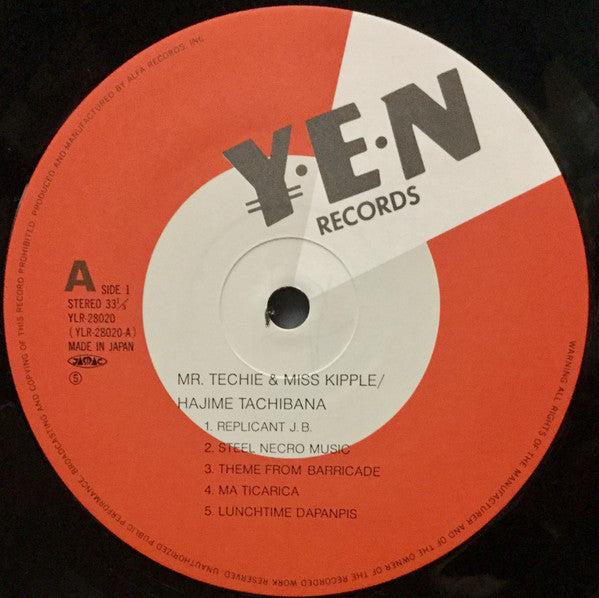 Y·E·N
RECORDS
A SIDE 1
STEREO 33⅓
YLR-28020
(YLR-28020-A)
MADE IN JAPAN
JASRAC
⑤
MR. TECHIE & MISS KIPPLE/
HAJIME TACHIBANA
1. REPLICANT J. B.
2. STEEL NECRO MUSIC
3. THEME FROM BARRICADE
4. MA TICARICA
5. LUNCHTIME DAPANPIS
WARNING ALL RIGHTS OF THE MANUFACTURER AND OF THE OWNER OF THE RECORDED WORK RESERVED. UNAUTHORIZED PUBLIC PERFORMANCE, BROADCASTING AND COPYING OF THIS RECORD PROHIBITED. PRODUCED AND MANUFACTURED BY ALFA RECORDS, INC.